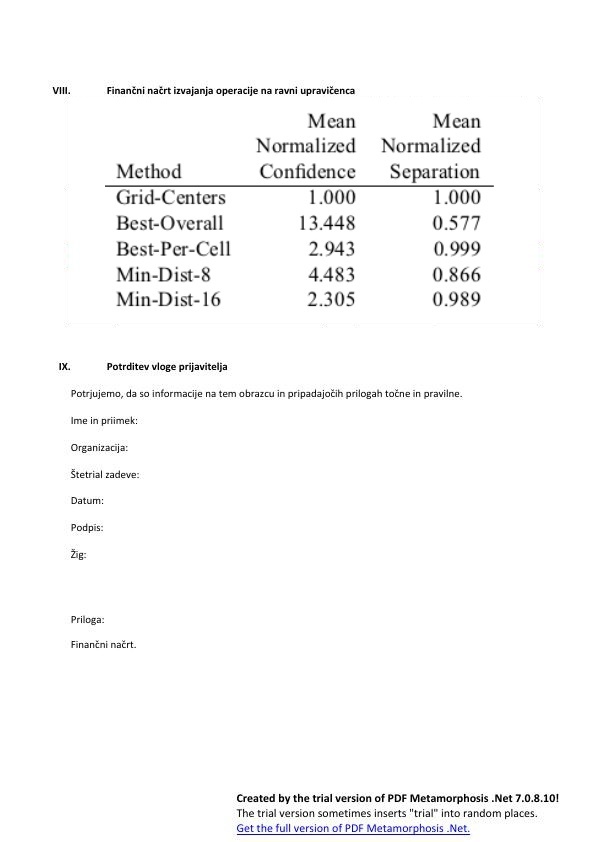 VIII. Finančni načrt izvajanja operacije na ravni upravičenca
Mean Mean
Normalized Normalized
Method Confidence Separation
Grid-Centers 1.000 1.000
Best-Overall 13.448 0.577
Best-Per-Cell 2.943 0.999
Min-Dist-8 4.483 0.866
Min-Dist-16 2.305 0.989
IX. Potrditev vloge prijavitelja
Potrjujemo, da so informacije na tem obrazcu in pripadajočih prilogah točne in pravilne.
Ime in priimek:
Organizacija:
Štetrial zadeve:
Datum:
Podpis:
Žig:
Priloga:
Finančni načrt.
Created by the trial version of PDF Metamorphosis .Net 7.0.8.10!
The trial version sometimes inserts "trial" into random places.
Get the full version of PDF Metamorphosis .Net.